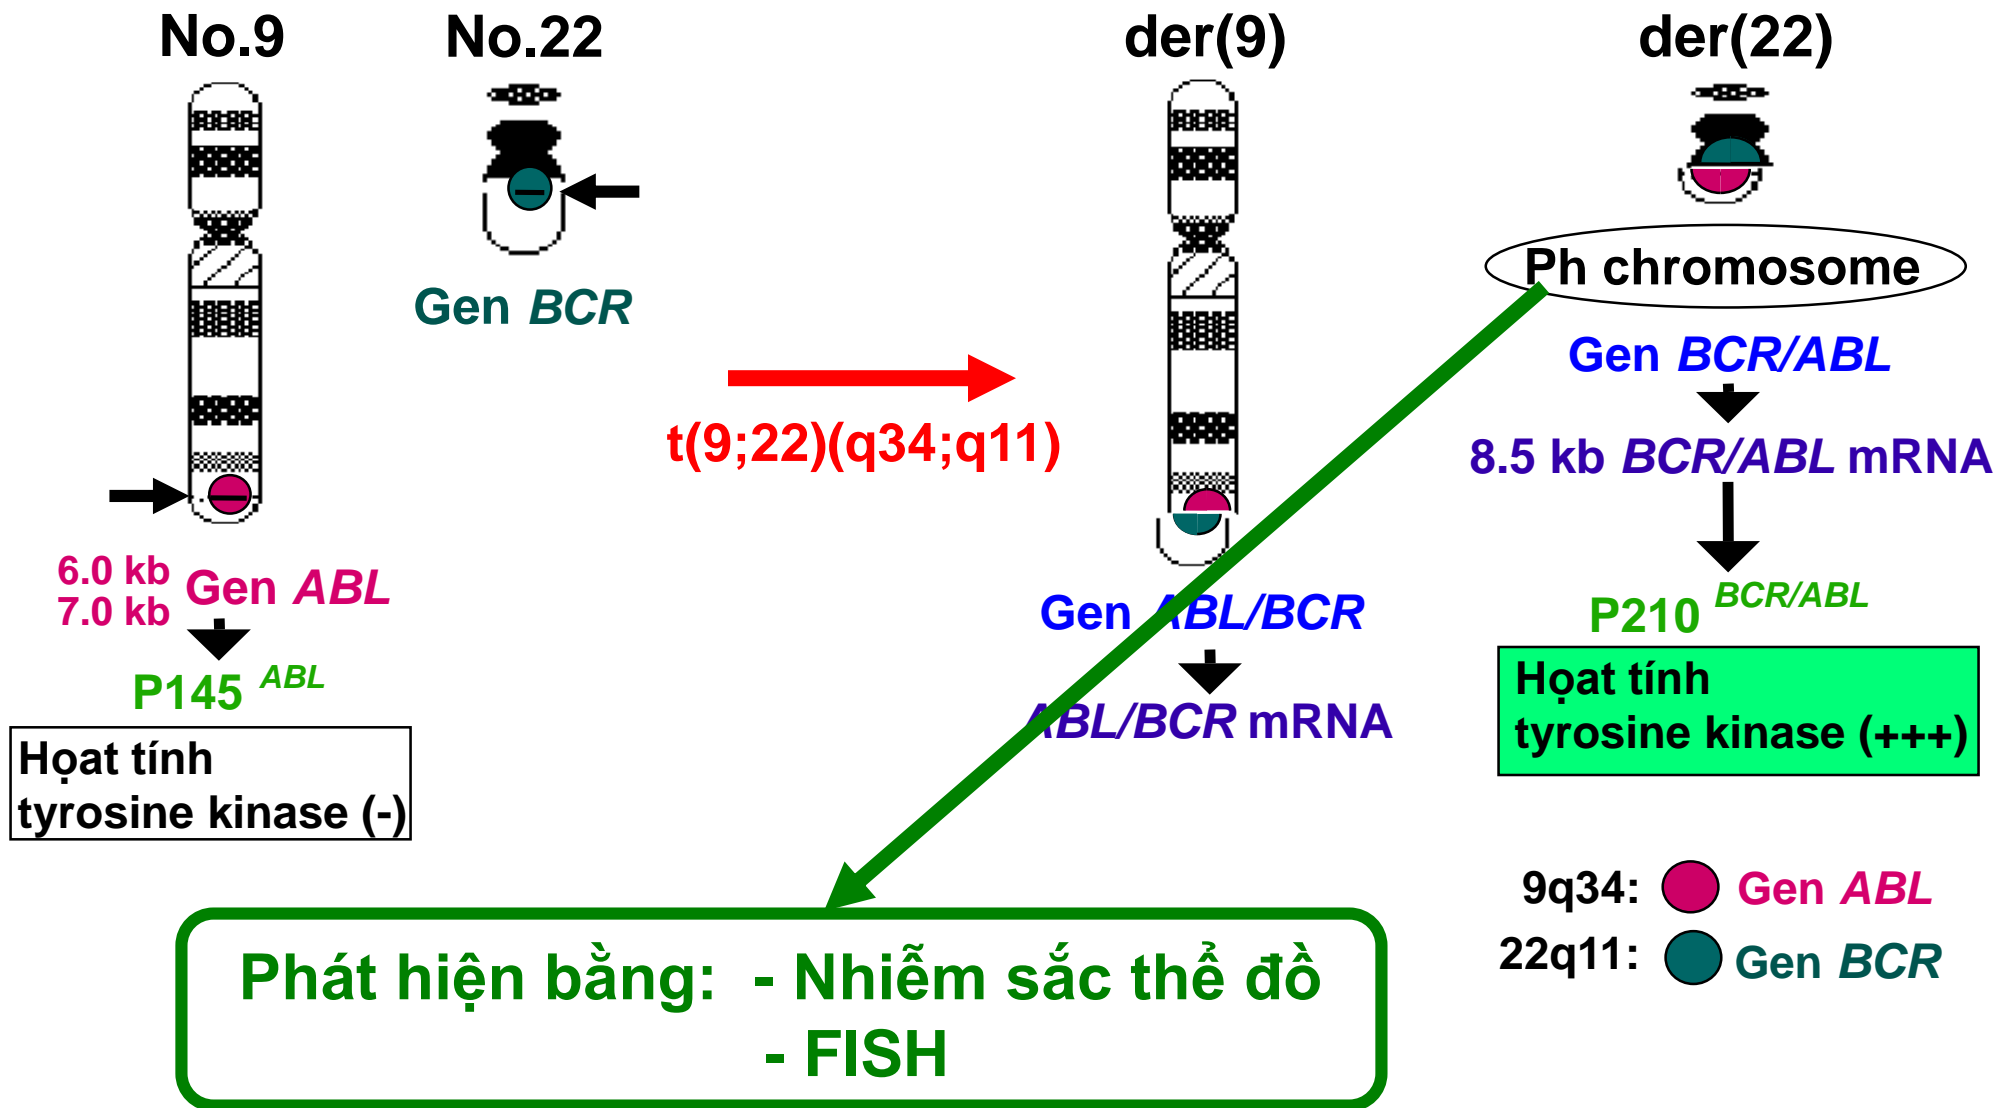 No.9
No.22
der(9)
der(22)
Gen BCR
Ph chromosome
t(9;22)(q34;q11)
Gen BCR/ABL
8.5 kb BCR/ABL mRNA
P210 BCR/ABL
Họat tính
tyrosine kinase (+++)
6.0 kb
7.0 kb
Gen ABL
P145 ABL
Họat tính
tyrosine kinase (-)
Gen ABL/BCR
ABL/BCR mRNA
9q34: Gen ABL
22q11: Gen BCR
Phát hiện bằng: - Nhiễm sắc thể đồ
- FISH